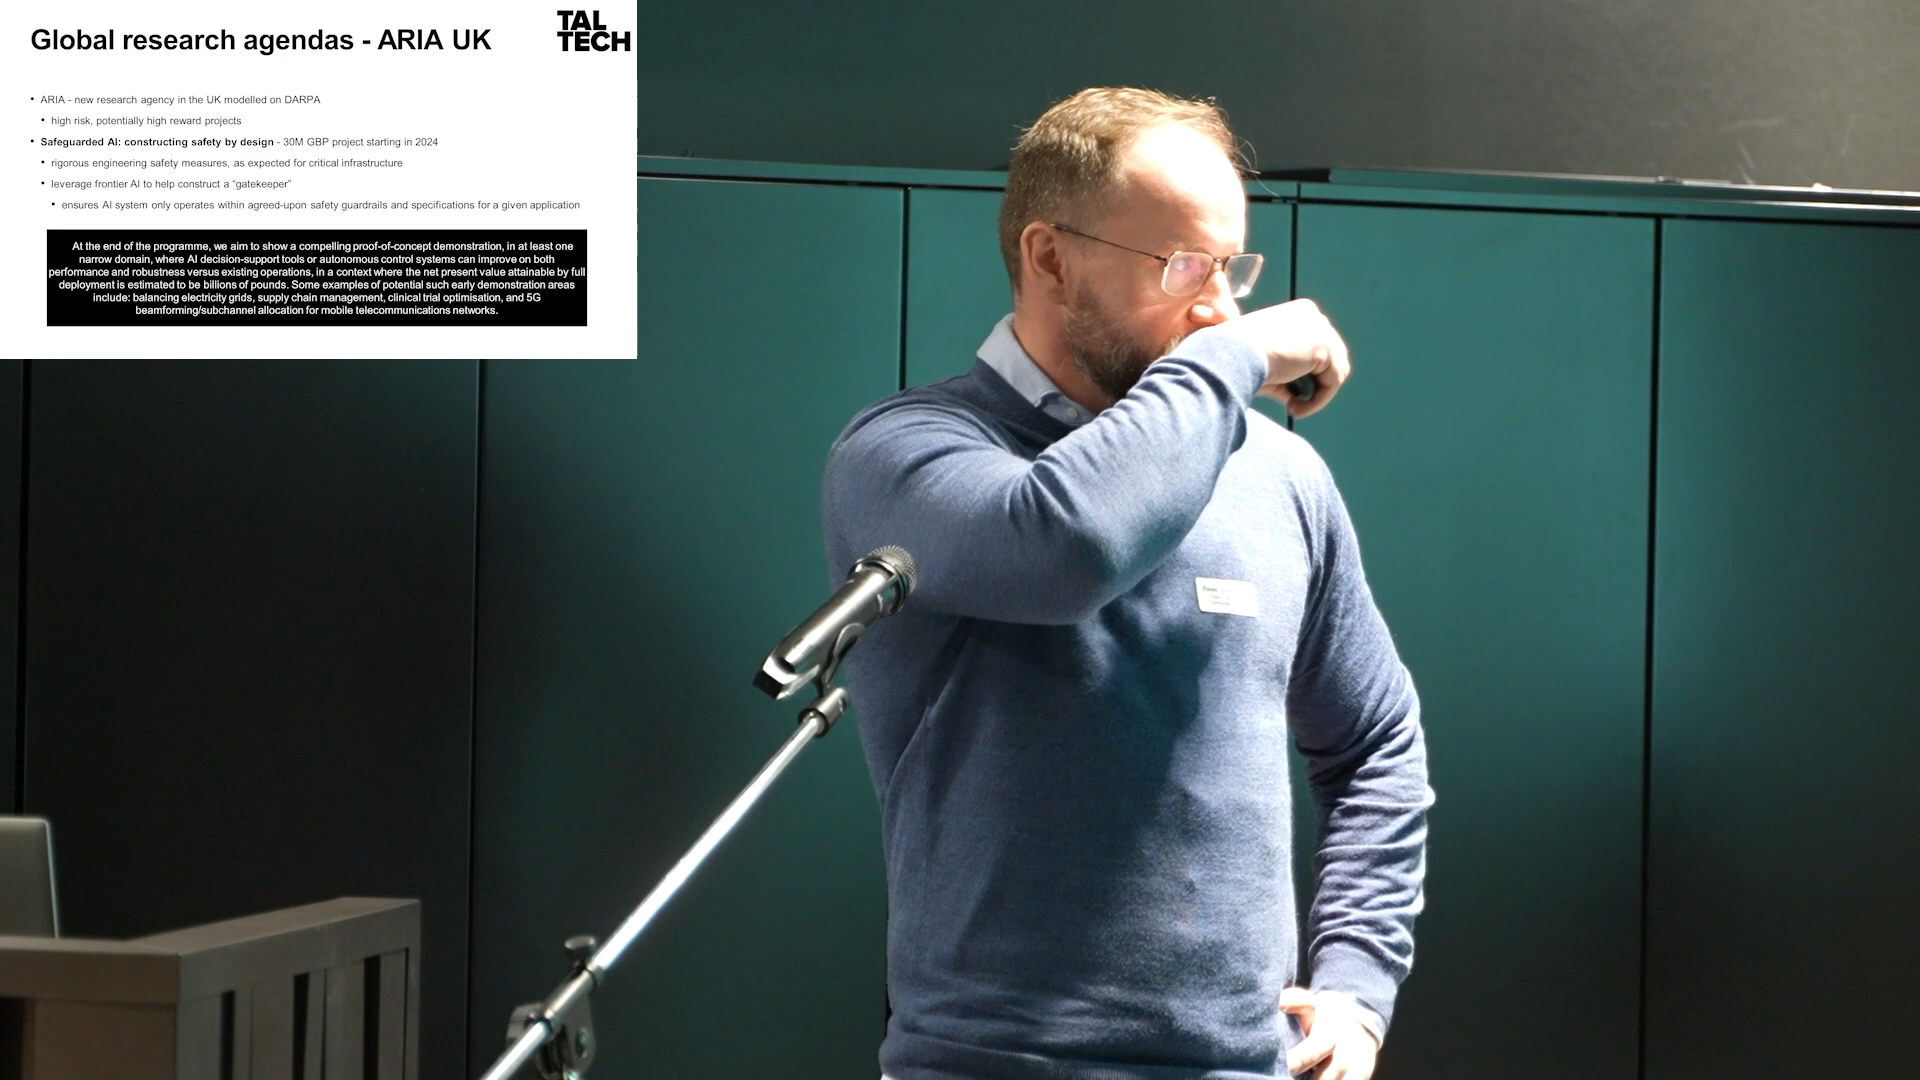 Global research agendas - ARIA UK
TAL
TECH
• ARIA - new research agency in the UK modelled on DARPA
• high risk, potentially high reward projects
• Safeguarded AI: constructing safety by design - 30M GBP project starting in 2024
• rigorous engineering safety measures, as expected for critical infrastructure
• leverage frontier AI to help construct a “gatekeeper”
• ensures AI system only operates within agreed-upon safety guardrails and specifications for a given application
At the end of the programme, we aim to show a compelling proof-of-concept demonstration, in at least one
narrow domain, where AI decision-support tools or autonomous control systems can improve on both
performance and robustness versus existing operations, in a context where the net present value attainable by full
deployment is estimated to be billions of pounds. Some examples of potential such early demonstration areas
include: balancing electricity grids, supply chain management, clinical trial optimisation, and 5G
beamforming/subchannel allocation for mobile telecommunications networks.